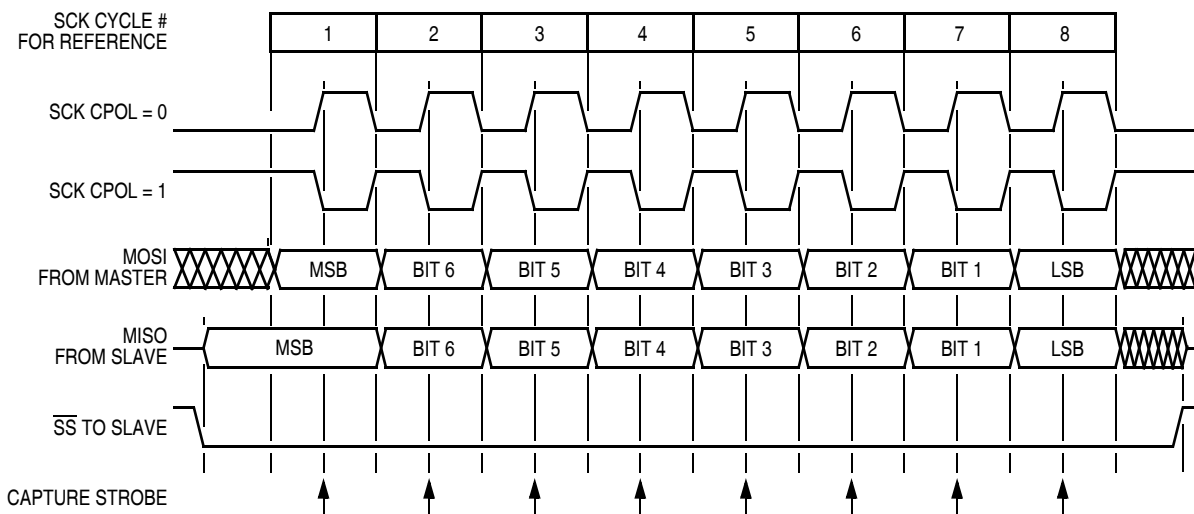 SCK CYCLE #
FOR REFERENCE
1 2 3 4 5 6 7 8
SCK CPOL = 0
SCK CPOL = 1
MOSI
FROM MASTER
MSB BIT 6 BIT 5 BIT 4 BIT 3 BIT 2 BIT 1 LSB
MISO
FROM SLAVE
MSB BIT 6 BIT 5 BIT 4 BIT 3 BIT 2 BIT 1 LSB
S̅S̅ TO SLAVE
CAPTURE STROBE